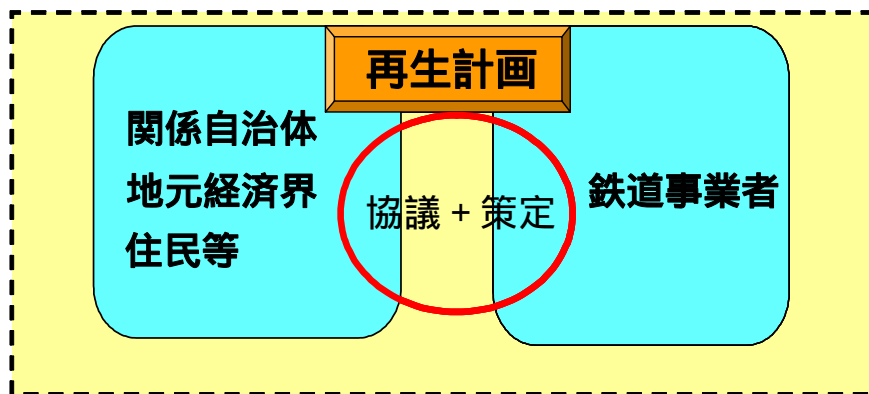 再生計画
関係自治体
地元経済界
住民等
協議 + 策定
鉄道事業者